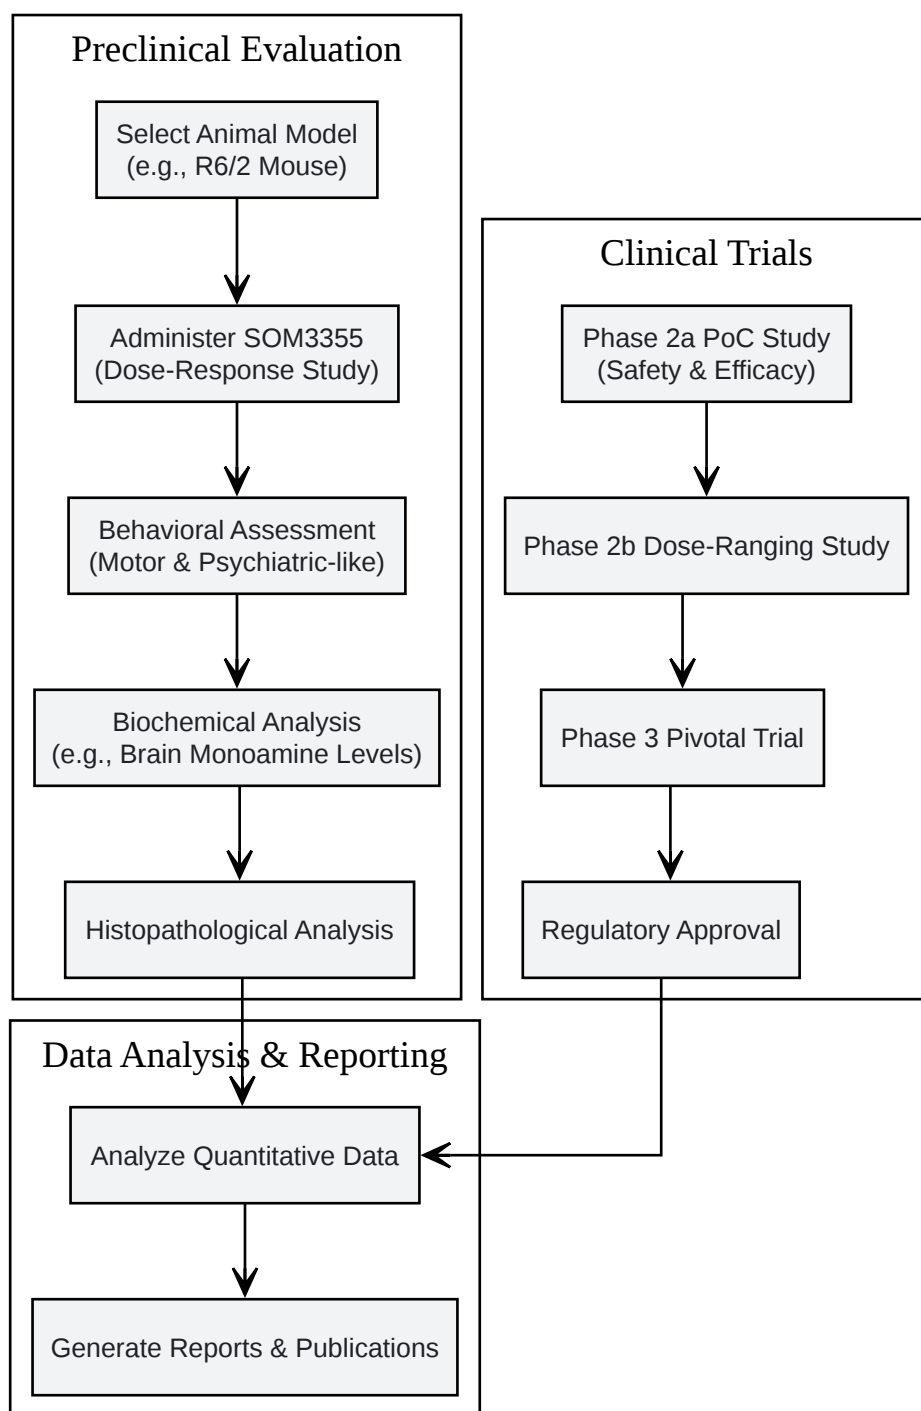 Preclinical Evaluation
Select Animal Model
(e.g., R6/2 Mouse)
Administer SOM3355
(Dose-Response Study)
Behavioral Assessment
(Motor & Psychiatric-like)
Biochemical Analysis
(e.g., Brain Monoamine Levels)
Histopathological Analysis
Clinical Trials
Phase 2a PoC Study
(Safety & Efficacy)
Phase 2b Dose-Ranging Study
Phase 3 Pivotal Trial
Regulatory Approval
Data Analysis & Reporting
Analyze Quantitative Data
Generate Reports & Publications